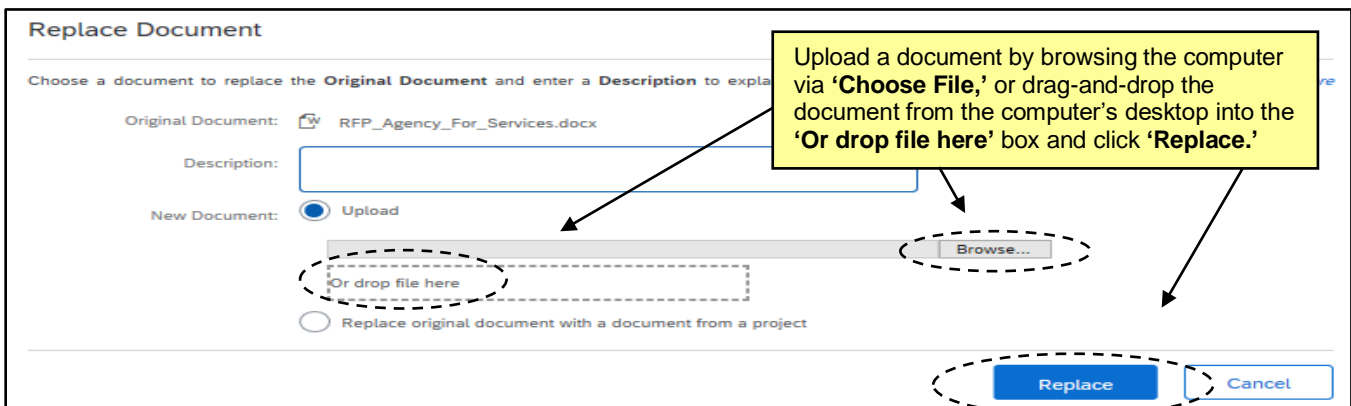 Replace Document
Upload a document by browsing the computer
via ‘Choose File,’ or drag-and-drop the
document from the computer’s desktop into the
‘Or drop file here’ box and click ‘Replace.’
Choose a document to replace the Original Document and enter a Description to expla
Original Document: RFP_Agency_For_Services.docx
Description:
New Document: Upload
Browse...
Or drop file here
Replace original document with a document from a project
Replace Cancel